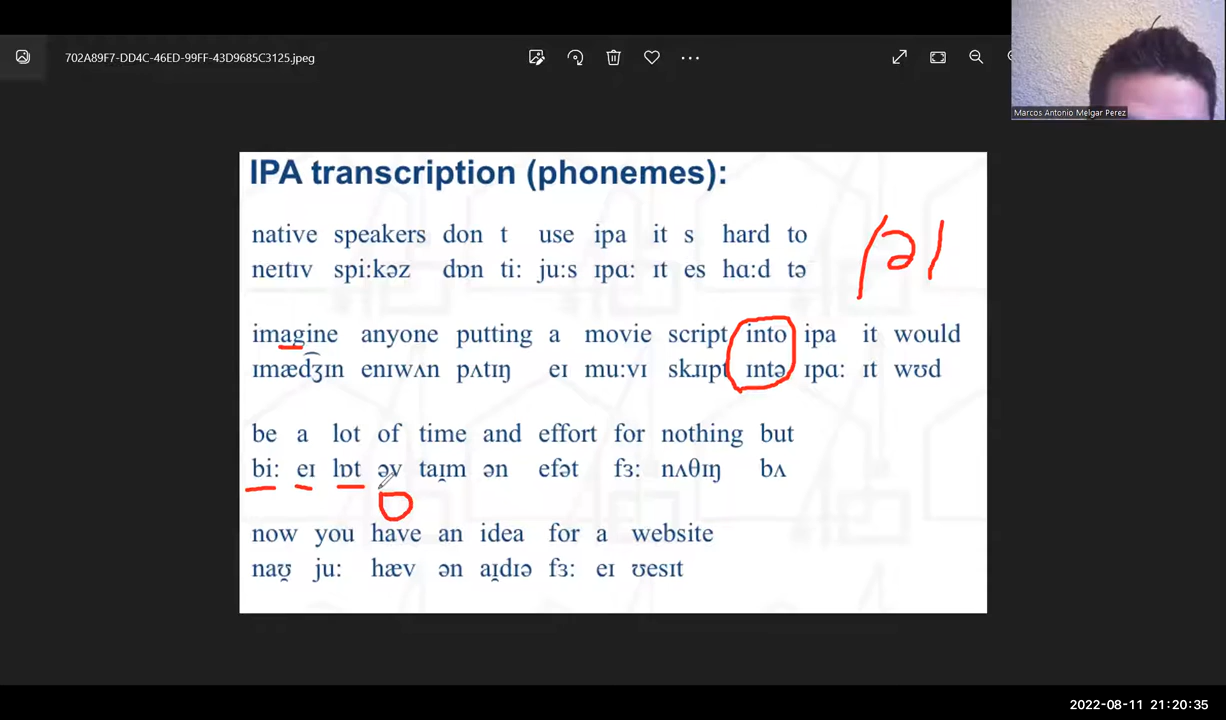 702A89F7-DD4C-46ED-99FF-43D9685C3125.jpeg
Marcos Antonio Melgar Perez
IPA transcription (phonemes):
native speakers don t use ipa it s hard to
neɪtɪv spi:kəz dɒn ti: ju:s ɪpɑ: ɪt es hɑ:d tə
/ə/
imagine anyone putting a movie script into ipa it would
ɪmæd͡ʒɪn enɪwʌn pʌtɪŋ eɪ mu:vɪ skɹɪpt ɪntə ɪpɑ: ɪt wʊd
be a lot of time and effort for nothing but
bi: eɪ lɒt əv taɪ̯m ən efət fɜ: nʌθɪŋ bʌ
now you have an idea for a website
naʊ̯ ju: hæv ən aɪ̯dɪə fɜ: eɪ ʊesɪt
2022-08-11 21:20:35